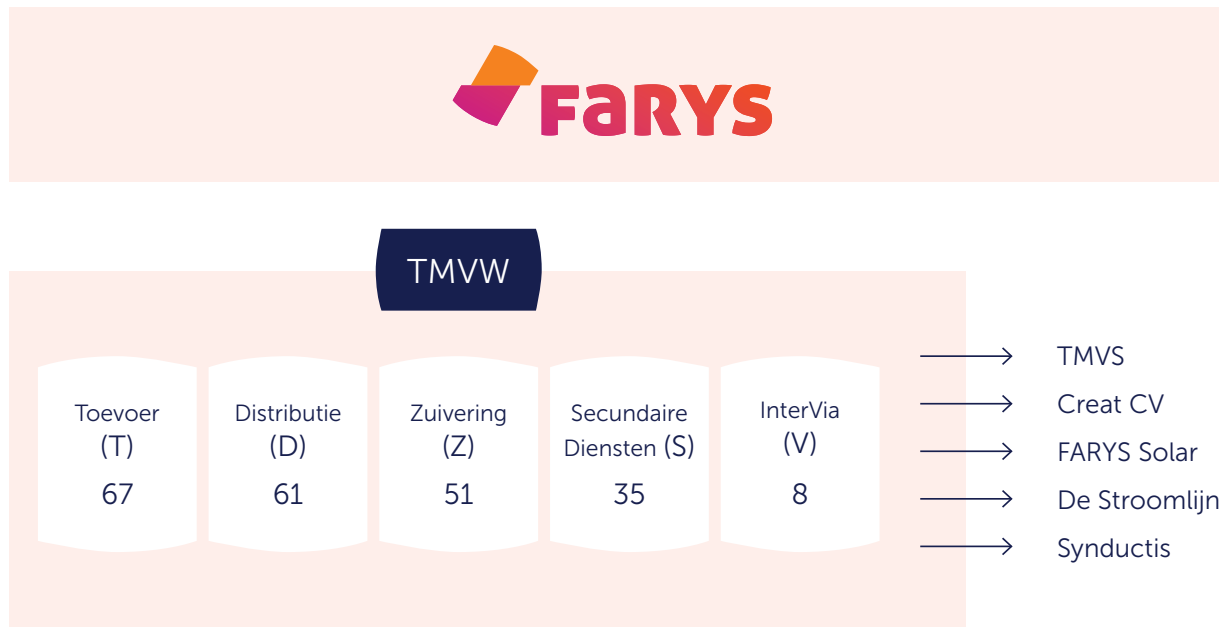 FARYS
TMVW
Toevoer
(T)
67
Distributie
(D)
61
Zuivering
(Z)
51
Secundaire
Diensten (S)
35
InterVia
(V)
8
TMVS
Creat CV
FARYS Solar
De Stroomlijn
Synductis